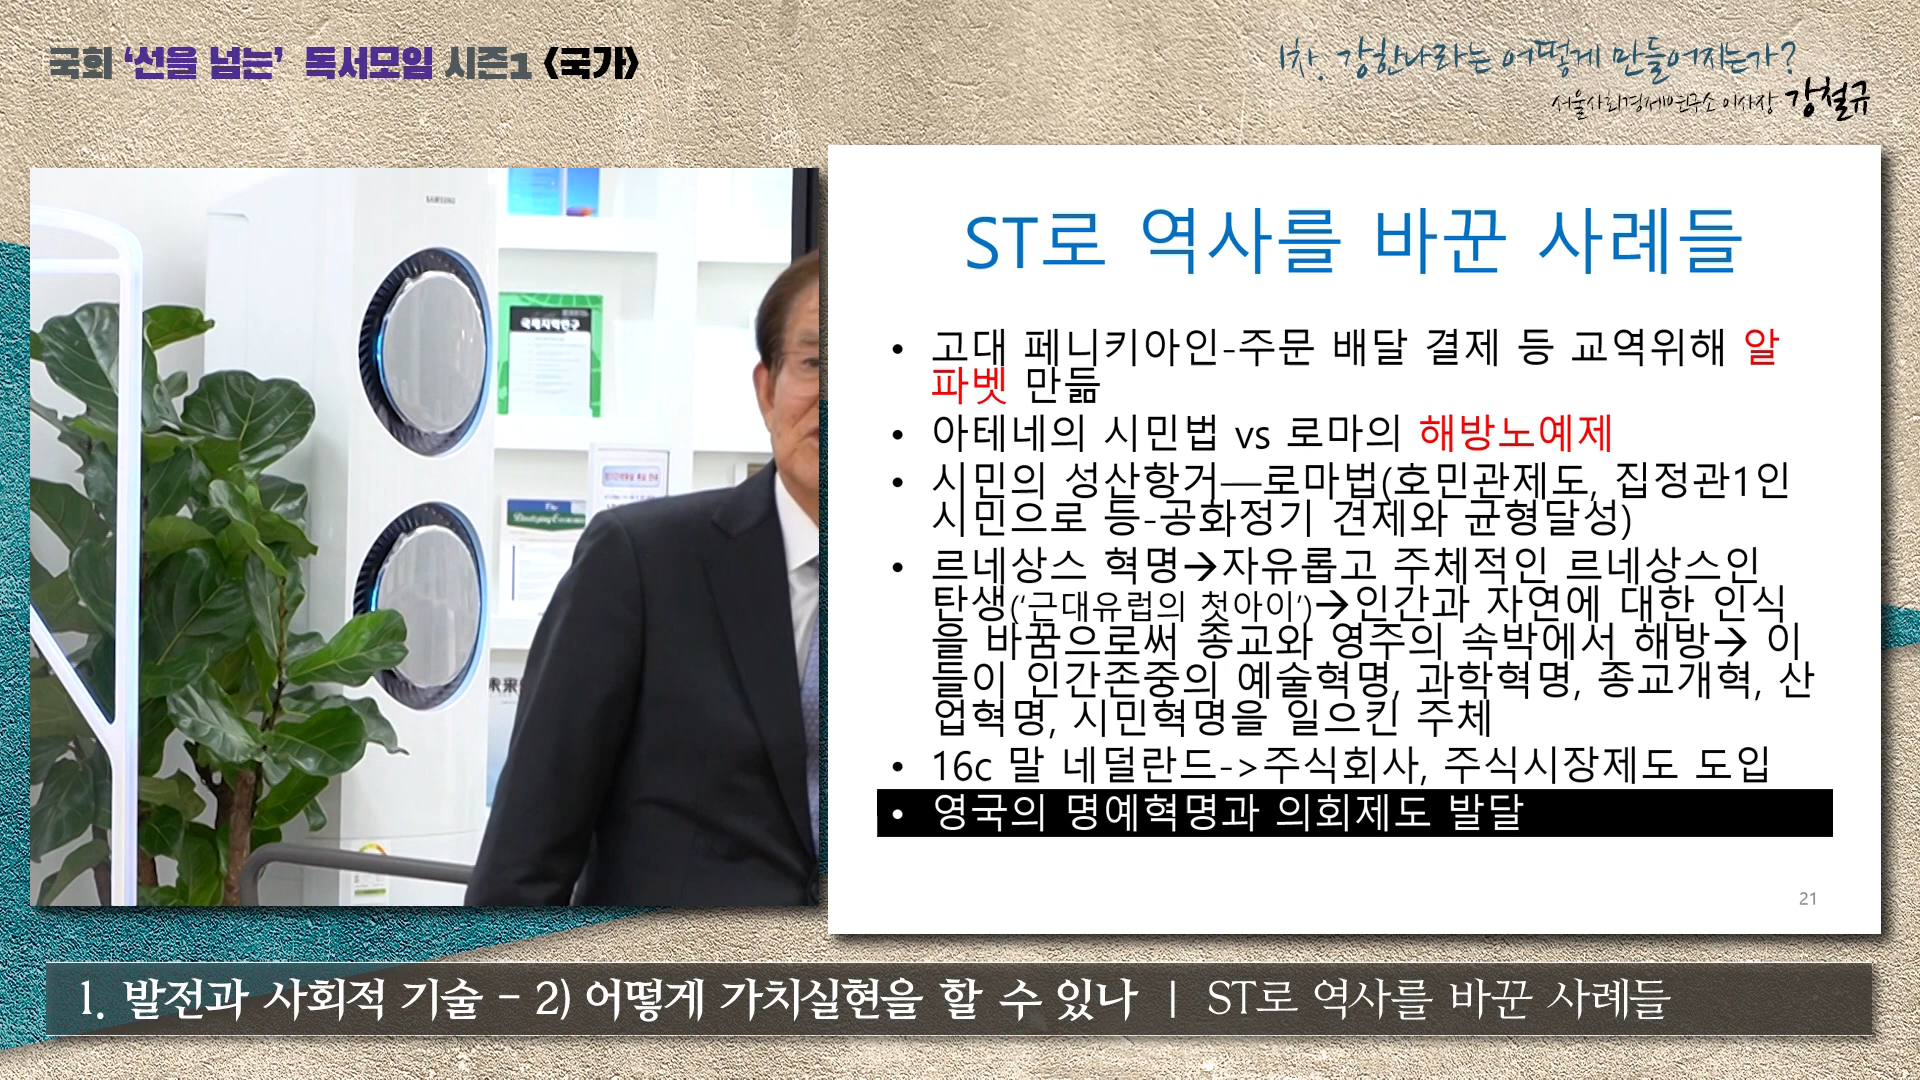 국회 ‘선을 넘는’ 독서모임 시즌1 <국가>
1차. 강한나라는 어떻게 만들어지는가?
서울사회경제연구소 이사장 강철규
SAMSUNG
국제지역연구
ST로 역사를 바꾼 사례들
• 고대 페니키아인-주문 배달 결제 등 교역위해 알
파벳 만듦
• 아테네의 시민법 vs 로마의 해방노예제
• 시민의 성산항거—로마법(호민관제도, 집정관1인
시민으로 등-공화정기 견제와 균형달성)
• 르네상스 혁명→자유롭고 주체적인 르네상스인
탄생(‘근대유럽의 첫아이’)→인간과 자연에 대한 인식
을 바꿈으로써 종교와 영주의 속박에서 해방→ 이
들이 인간존중의 예술혁명, 과학혁명, 종교개혁, 산
업혁명, 시민혁명을 일으킨 주체
• 16c 말 네덜란드->주식회사, 주식시장제도 도입
• 영국의 명예혁명과 의회제도 발달
21
1. 발전과 사회적 기술 - 2) 어떻게 가치실현을 할 수 있나 | ST로 역사를 바꾼 사례들